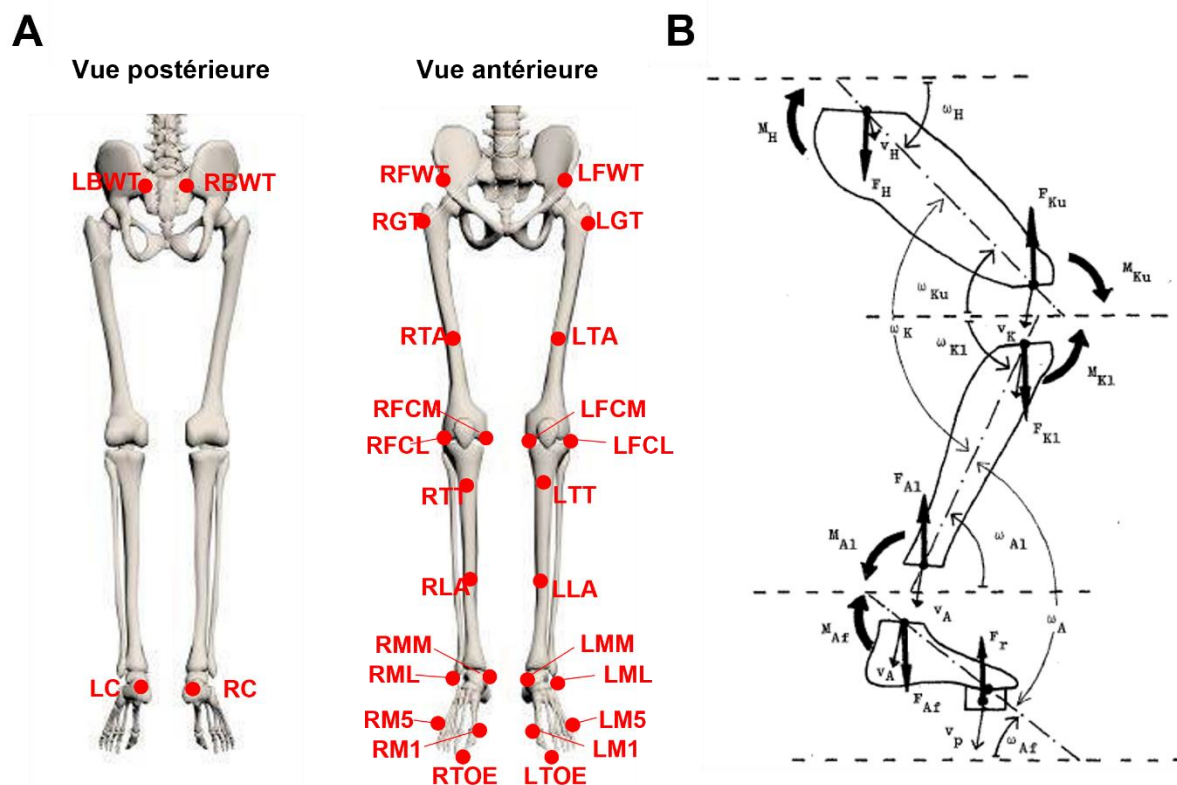 A
Vue postérieure
Vue antérieure
LBWT RBWT
RFWT LFWT
RGT LGT
RTA LTA
RFCM LFCM
RFCL LFCL
RTT LTT
RLA LLA
RMM LMM
RML LML
LC RC
RM5 LM5
RM1 LM1
RTOE LTOE
B
M_H
v_H
ω_H
F_H
F_Ku
M_Ku
ω_Ku
ω_K
v_K
ω_Kl
M_Kl
F_Kl
F_Al
M_Al
ω_Al
v_A
ω_A
M_Af
F_r
v_A
F_Af
v_p
ω_Af